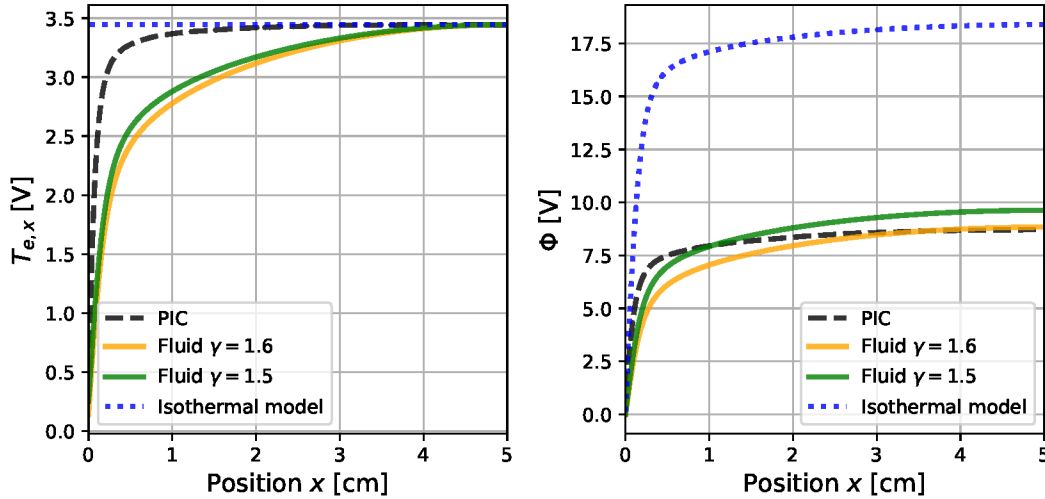 3.5
3.0
2.5
2.0
1.5
1.0
0.5
0.0
T_{e,x} [V]
PIC
Fluid γ = 1.6
Fluid γ = 1.5
Isothermal model
0 1 2 3 4 5
Position x [cm]
17.5
15.0
12.5
10.0
7.5
5.0
2.5
0.0
Φ [V]
PIC
Fluid γ = 1.6
Fluid γ = 1.5
Isothermal model
0 1 2 3 4 5
Position x [cm]